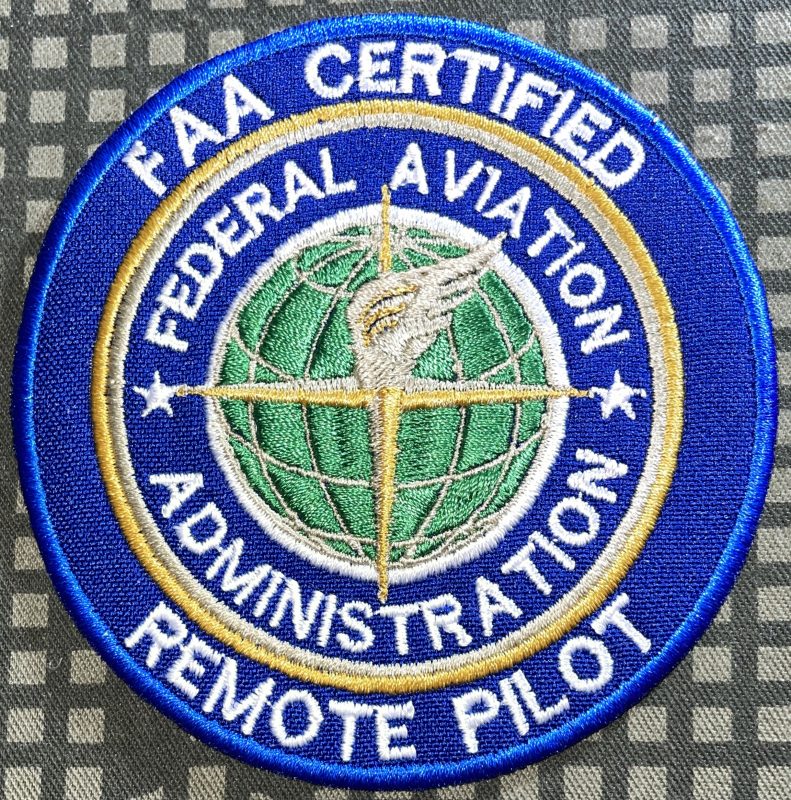 FAA CERTIFIED
FEDERAL AVIATION
ADMINISTRATION
REMOTE PILOT